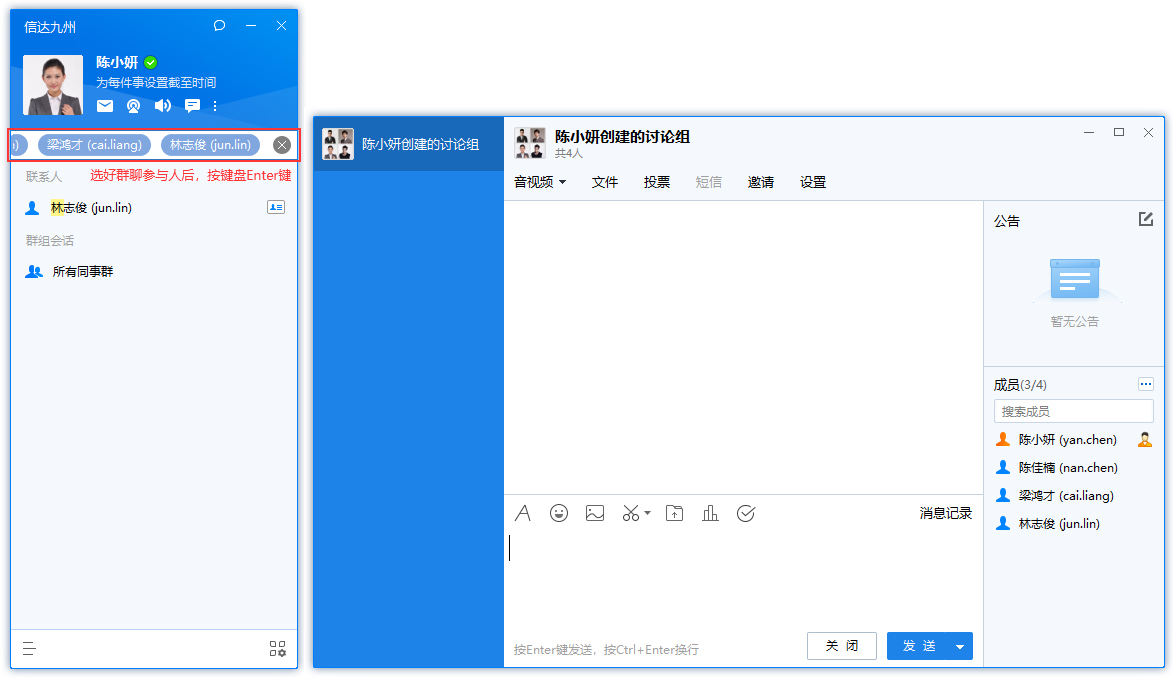 信达九州
陈小妍
为每件事设置截至时间
)
梁鸿才 (cai.liang)
林志俊 (jun.lin)
联系人
选好群聊参与人后，按键盘Enter键
林志俊 (jun.lin)
群组会话
所有同事群
陈小妍创建的讨论组
陈小妍创建的讨论组
共4人
音视频 文件 投票 短信 邀请 设置
公告
暂无公告
成员(3/4)
搜索成员
陈小妍 (yan.chen)
陈佳楠 (nan.chen)
梁鸿才 (cai.liang)
林志俊 (jun.lin)
消息记录
按Enter键发送，按Ctrl+Enter换行
关 闭
发 送